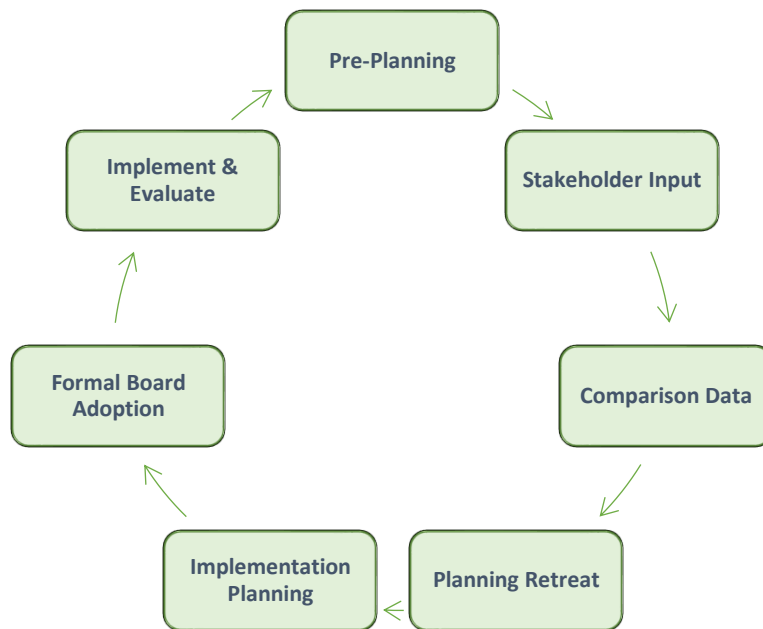 Pre-Planning
Stakeholder Input
Comparison Data
Planning Retreat
Implementation
Planning
Formal Board
Adoption
Implement &
Evaluate